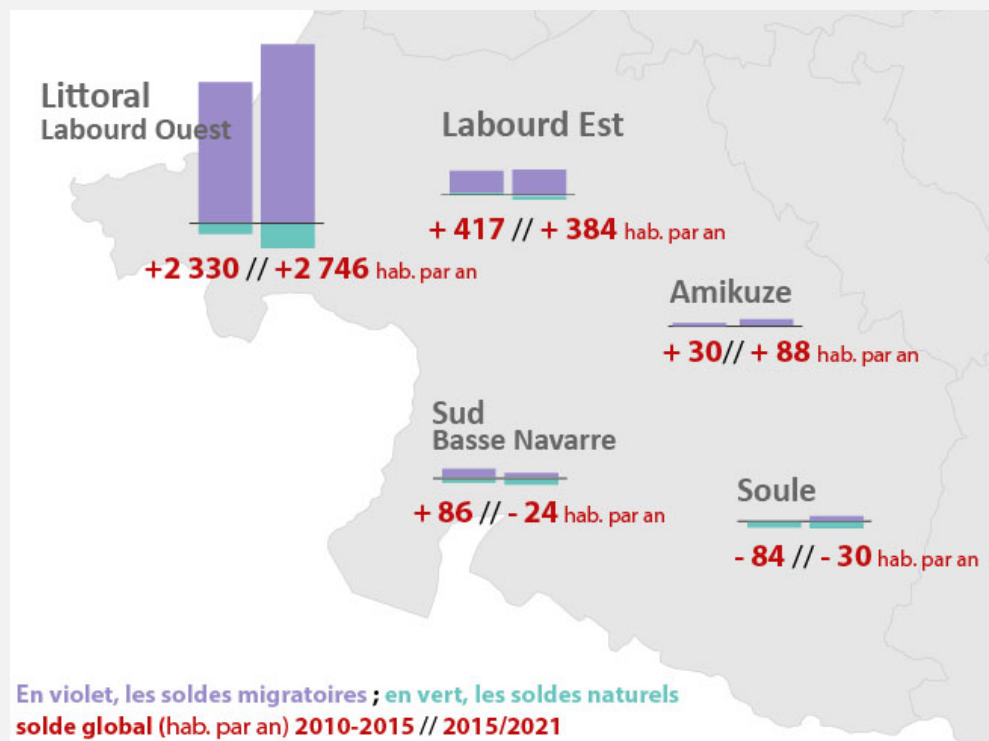 Littoral
Labourd Ouest
+2 330 // +2 746 hab. par an
Labourd Est
+ 417 // + 384 hab. par an
Amikuze
+ 30// + 88 hab. par an
Sud
Basse Navarre
+ 86 // - 24 hab. par an
Soule
- 84 // - 30 hab. par an
En violet, les soldes migratoires ; en vert, les soldes naturels
solde global (hab. par an) 2010-2015 // 2015/2021